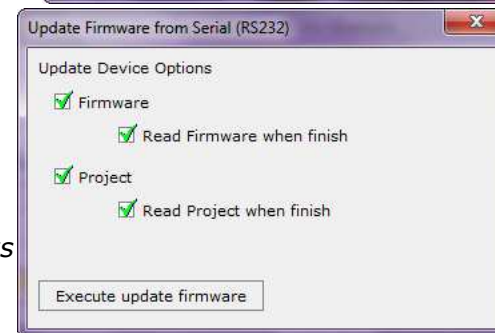 Update Firmware from Serial (RS232)
Update Device Options
Firmware
Read Firmware when finish
Project
Read Project when finish
Execute update firmware